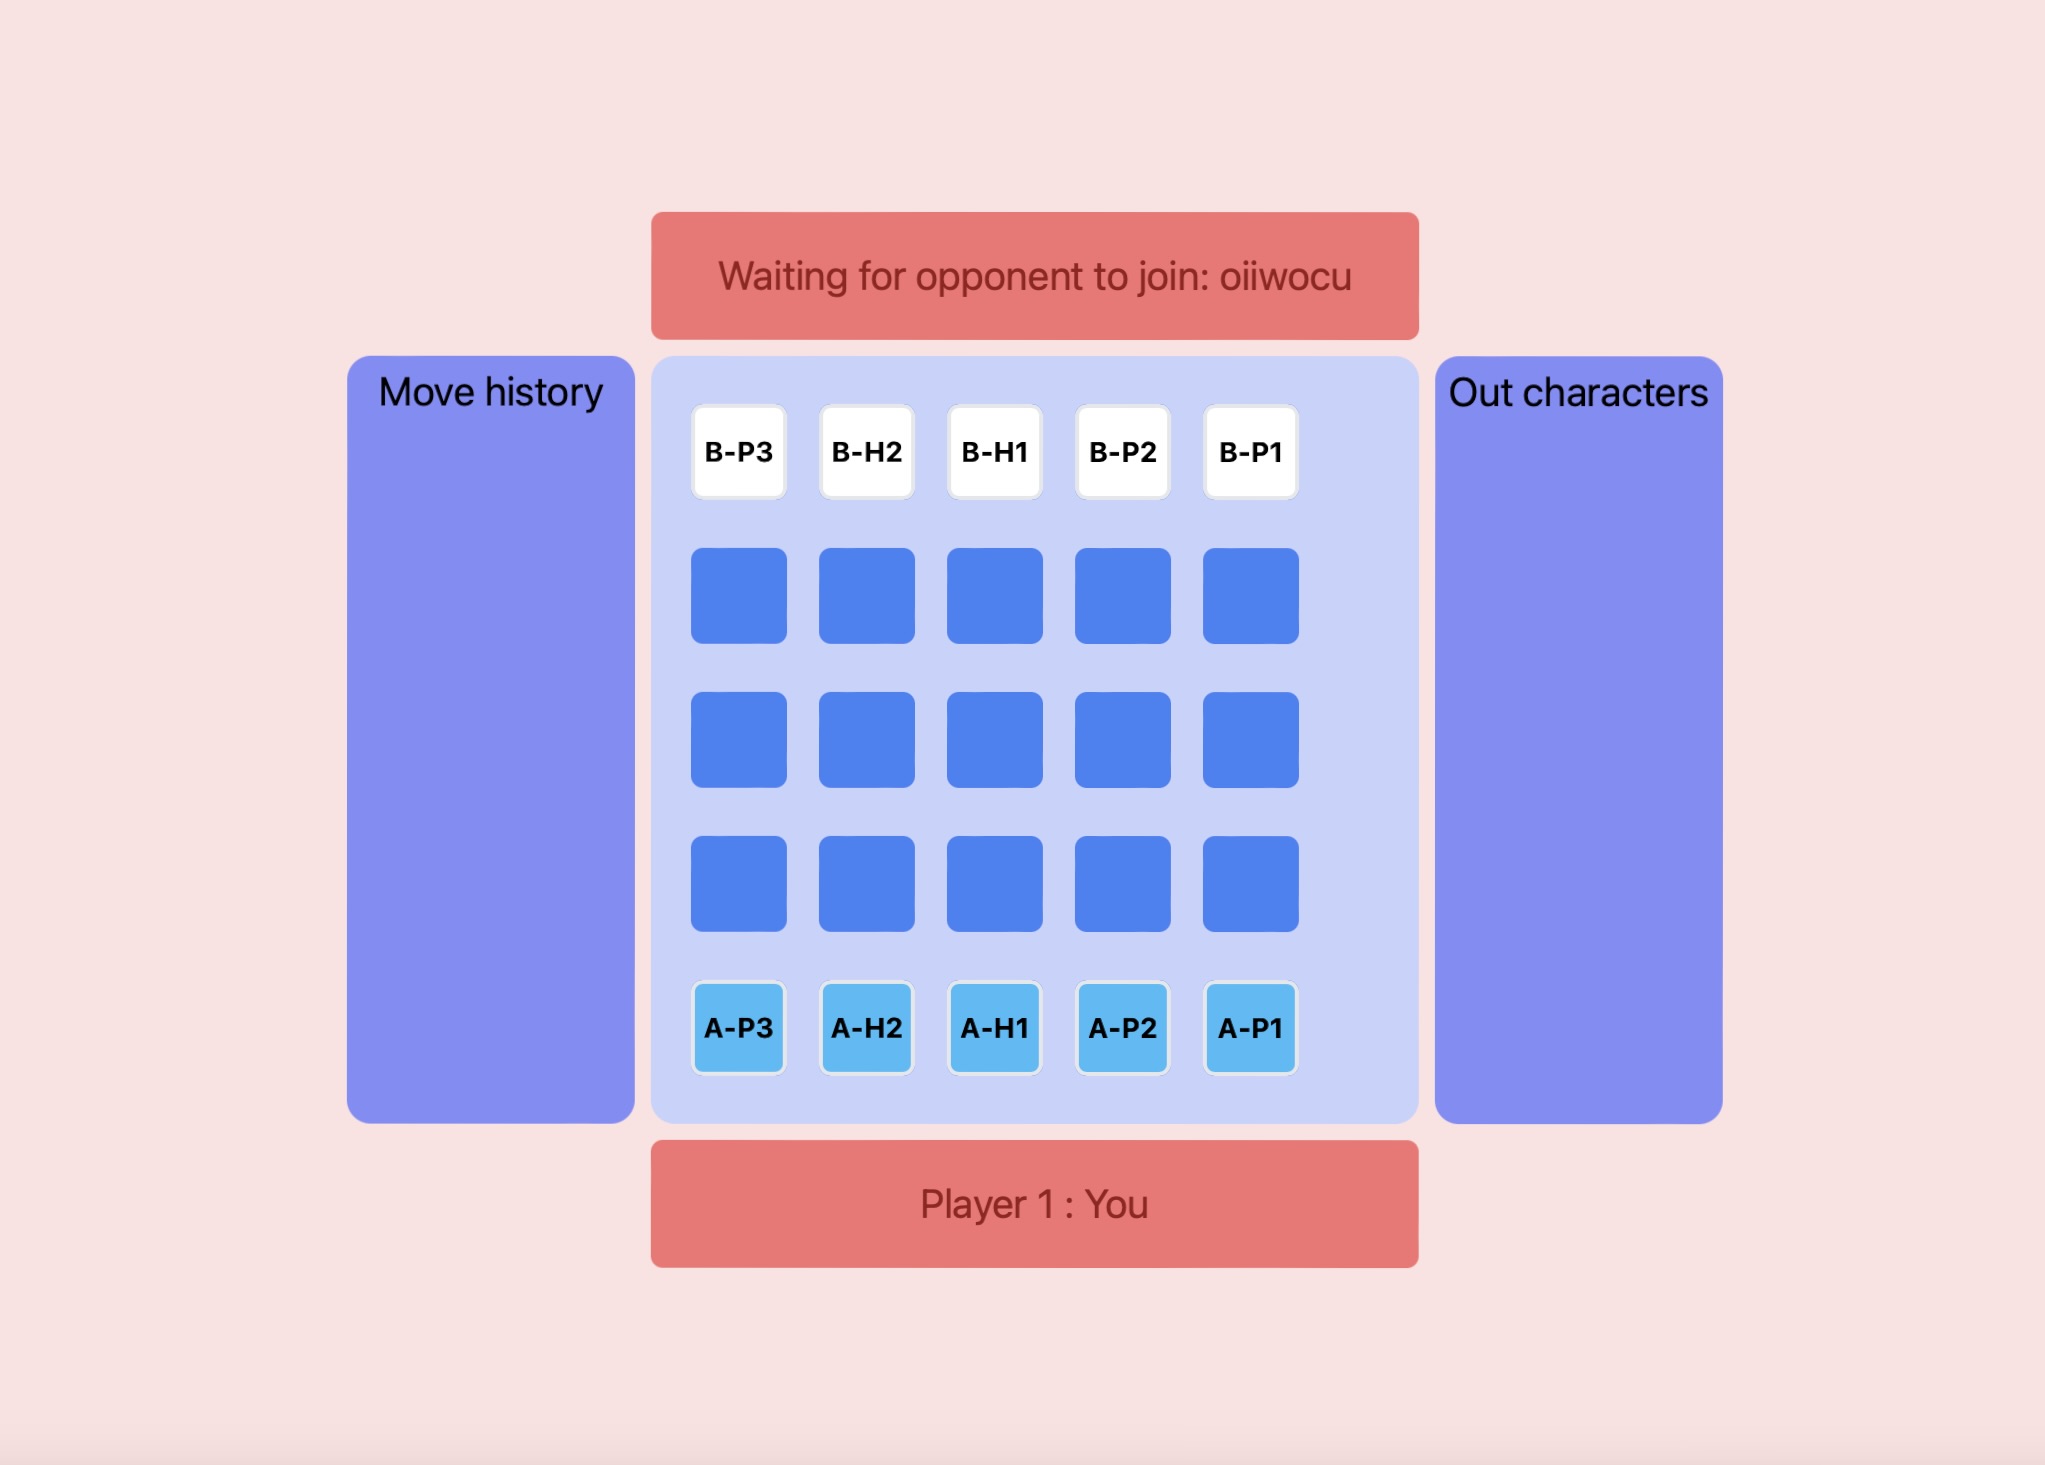 Waiting for opponent to join: oiiwocu
Move history
Out characters
B-P3 B-H2 B-H1 B-P2 B-P1
A-P3 A-H2 A-H1 A-P2 A-P1
Player 1 : You